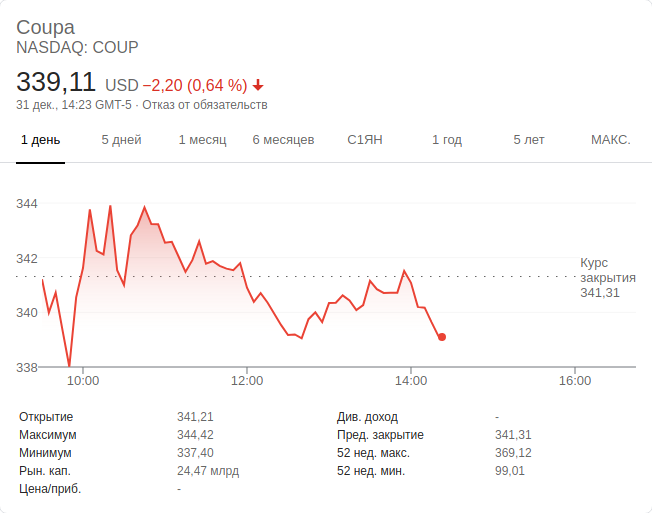 Coupa
NASDAQ: COUP
339,11 USD −2,20 (0,64 %)
31 дек., 14:23 GMT-5 · Отказ от обязательств
1 день 5 дней 1 месяц 6 месяцев С1ЯН 1 год 5 лет МАКС.
344
342
340
338
Курс
закрытия
341,31
10:00 12:00 14:00 16:00
Открытие 341,21 Див. доход -
Максимум 344,42 Пред. закрытие 341,31
Минимум 337,40 52 нед. макс. 369,12
Рын. кап. 24,47 млрд 52 нед. мин. 99,01
Цена/приб. -